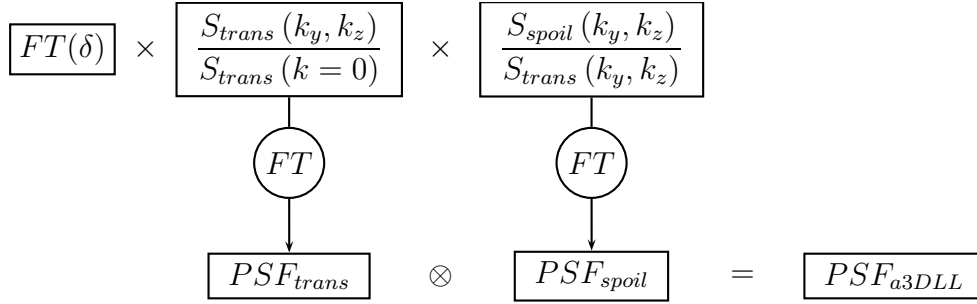 FT(δ) × S_trans (k_y, k_z) / S_trans (k = 0) × S_spoil (k_y, k_z) / S_trans (k_y, k_z)
FT FT
PSF_trans ⊗ PSF_spoil = PSF_a3DLL